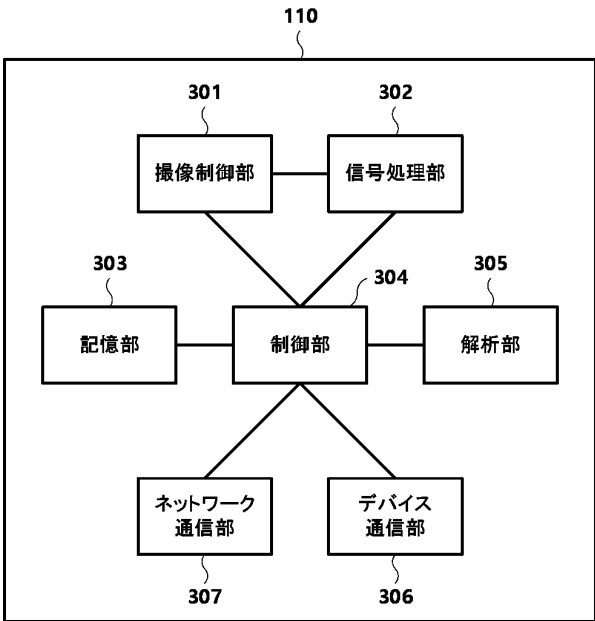 110
301
302
撮像制御部
信号処理部
303
304
305
記憶部
制御部
解析部
ネットワーク
通信部
デバイス
通信部
307
306